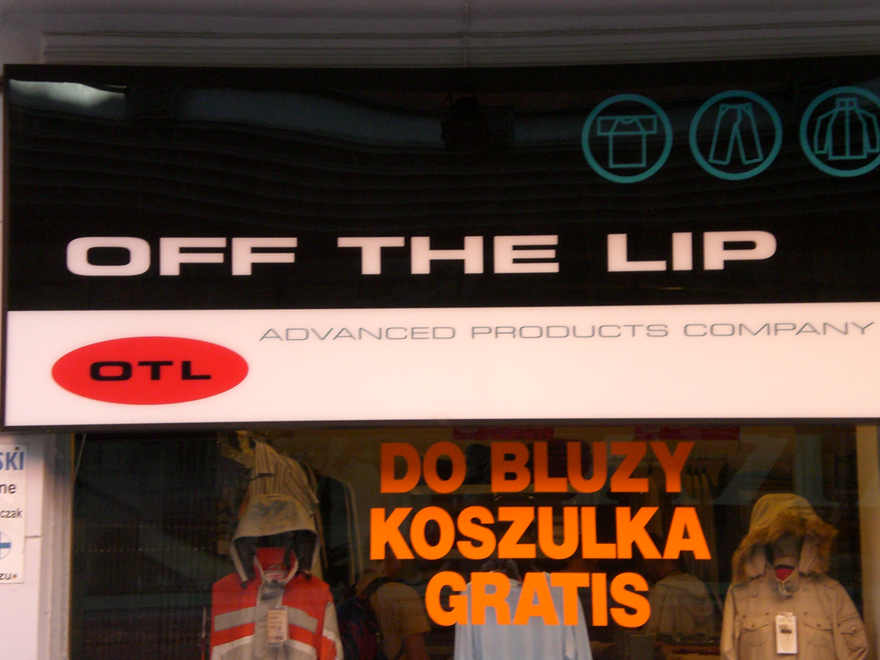 OFF THE LIP
ADVANCED PRODUCTS COMPANY
OTL
DO BLUZY
KOSZULKA
GRATIS